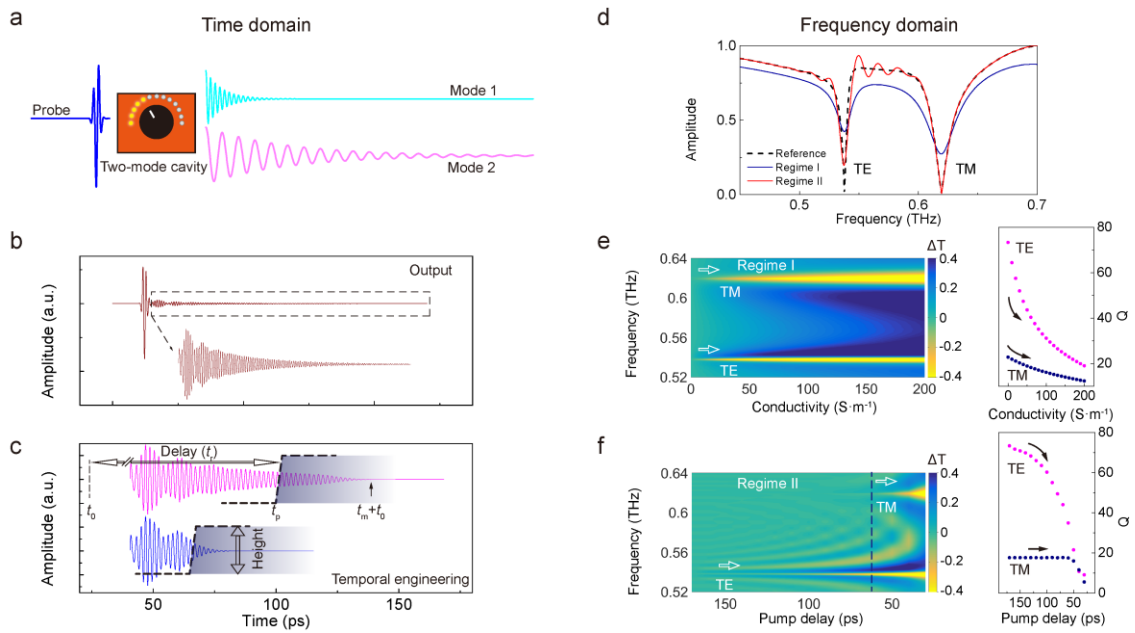 a
Time domain
Probe
Two-mode cavity
Mode 1
Mode 2
b
Output
Amplitude (a.u.)
c
Delay (tᵣ)
t₀
tₚ
tₘ+t₀
Height
Temporal engineering
Amplitude (a.u.)
50 100 150
Time (ps)
d
Frequency domain
1.0
0.5
0.0
Amplitude
Reference
Regime I
Regime II
TE
TM
0.5 0.6 0.7
Frequency (THz)
e
0.64
0.6
0.56
0.52
Frequency (THz)
Regime I
TM
TE
0 50 100 150 200
Conductivity (S·m⁻¹)
ΔT
0.4
0.2
0
-0.2
-0.4
TE
TM
80
60
40
20
Q
0 100 200
Conductivity (S·m⁻¹)
f
0.64
0.6
0.56
0.52
Frequency (THz)
Regime II
TM
TE
150 100 50
Pump delay (ps)
ΔT
0.4
0.2
0
-0.2
-0.4
TE
TM
80
60
40
20
0
Q
150 100 50
Pump delay (ps)